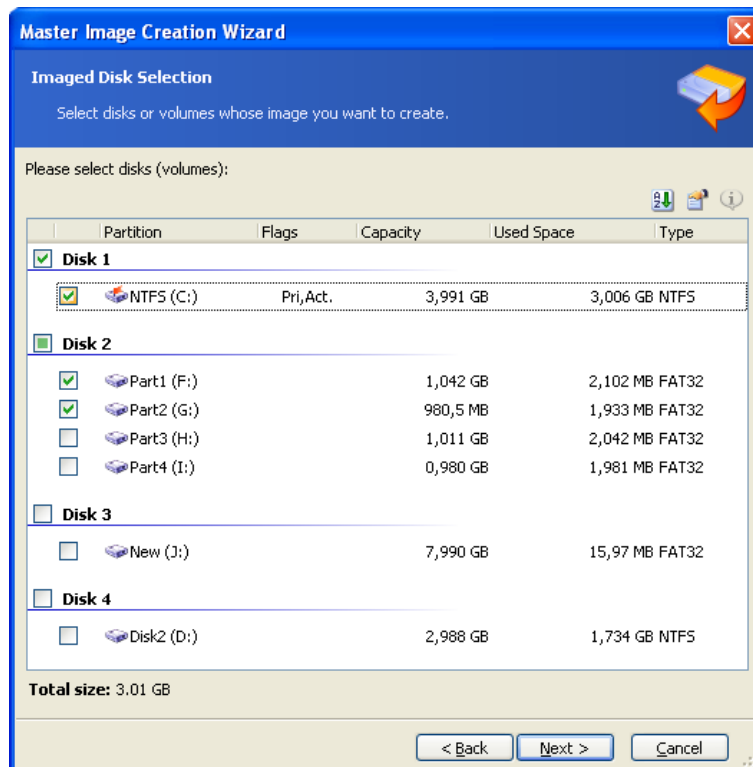 Master Image Creation Wizard
Imaged Disk Selection
Select disks or volumes whose image you want to create.
Please select disks (volumes):
Partition Flags Capacity Used Space Type
Disk 1
NTFS (C:) Pri,Act. 3,991 GB 3,006 GB NTFS
Disk 2
Part1 (F:) 1,042 GB 2,102 MB FAT32
Part2 (G:) 980,5 MB 1,933 MB FAT32
Part3 (H:) 1,011 GB 2,042 MB FAT32
Part4 (I:) 0,980 GB 1,981 MB FAT32
Disk 3
New (J:) 7,990 GB 15,97 MB FAT32
Disk 4
Disk2 (D:) 2,988 GB 1,734 GB NTFS
Total size: 3.01 GB
< Back Next > Cancel